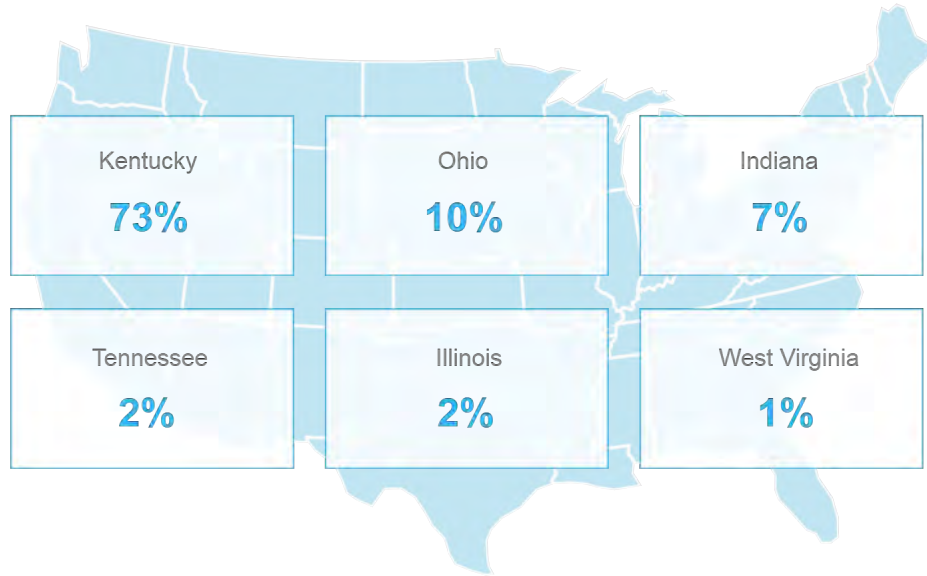 Kentucky
73%
Ohio
10%
Indiana
7%
Tennessee
2%
Illinois
2%
West Virginia
1%